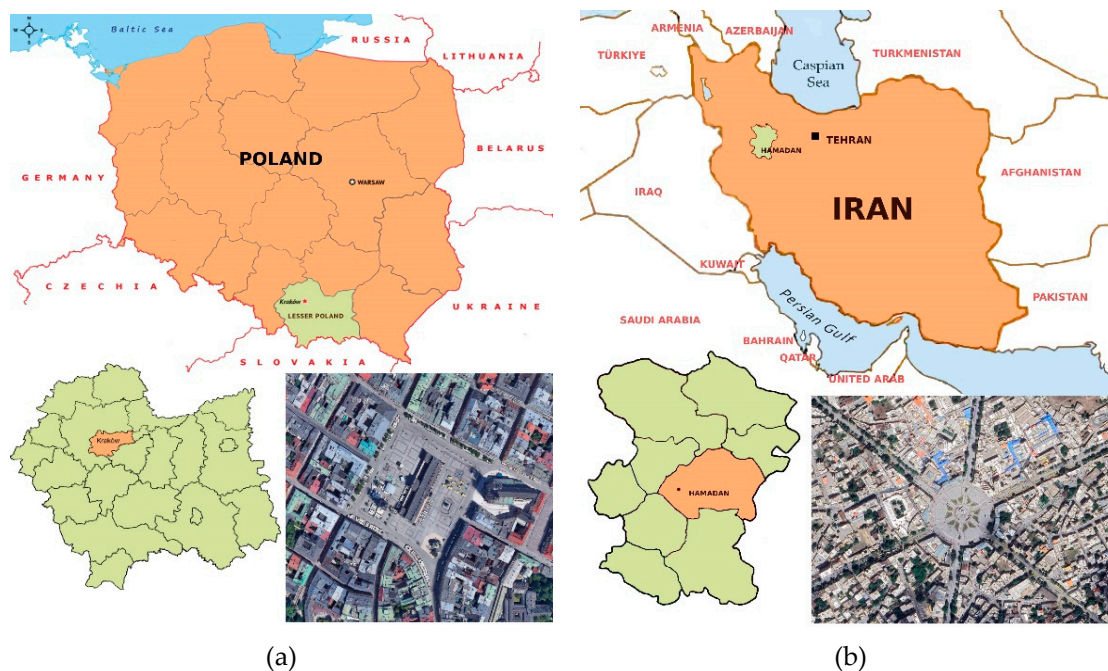 N
W
E
S
Baltic Sea
RUSSIA
LITHUANIA
POLAND
BELARUS
GERMANY
WARSAW
CZECHIA
Kraków
LESSER POLAND
UKRAINE
SLOVAKIA
Kraków
(a)
ARMENIA
AZERBAIJAN
TÜRKIYE
TURKMENISTAN
Caspian
Sea
TEHRAN
HAMADAN
AFGHANISTAN
IRAQ
IRAN
KUWAIT
PAKISTAN
Persian Gulf
SAUDI ARABIA
BAHRAIN
QATAR
UNITED ARAB
HAMADAN
(b)